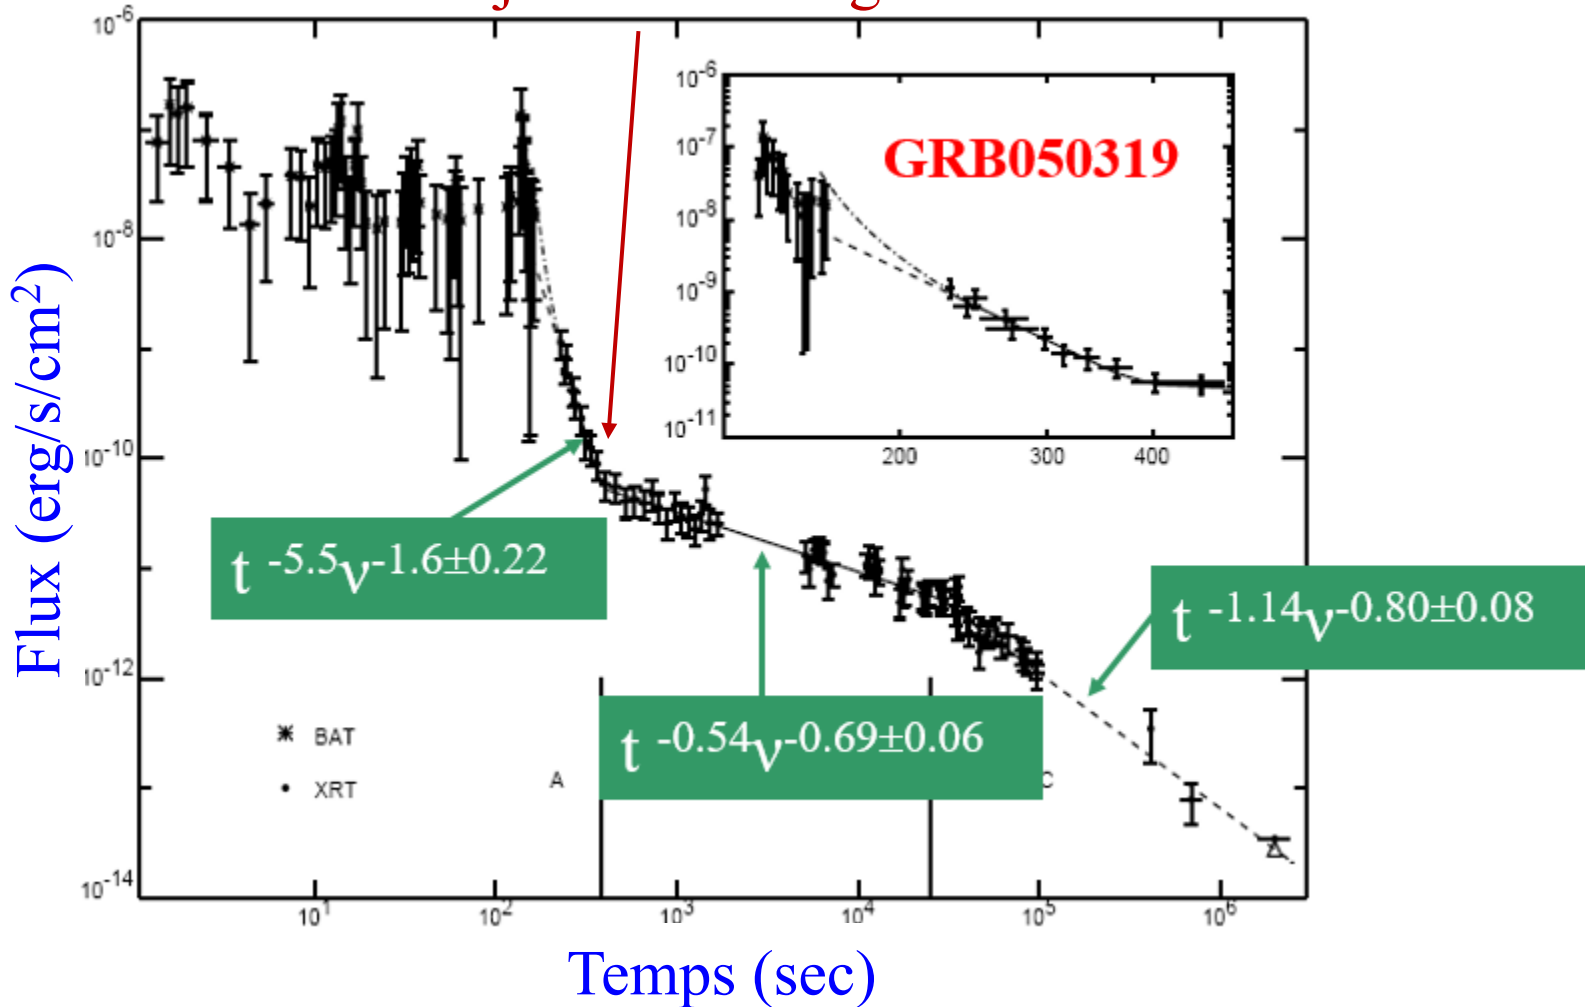 10-6
10-8
10-10
10-12
10-14
Flux (erg/s/cm2)
10-6
10-7
10-8
10-9
10-10
10-11
GRB050319
200 300 400
t -5.5ν-1.6±0.22
t -1.14ν-0.80±0.08
t -0.54ν-0.69±0.06
BAT
XRT
A
C
101 102 103 104 105 106
Temps (sec)